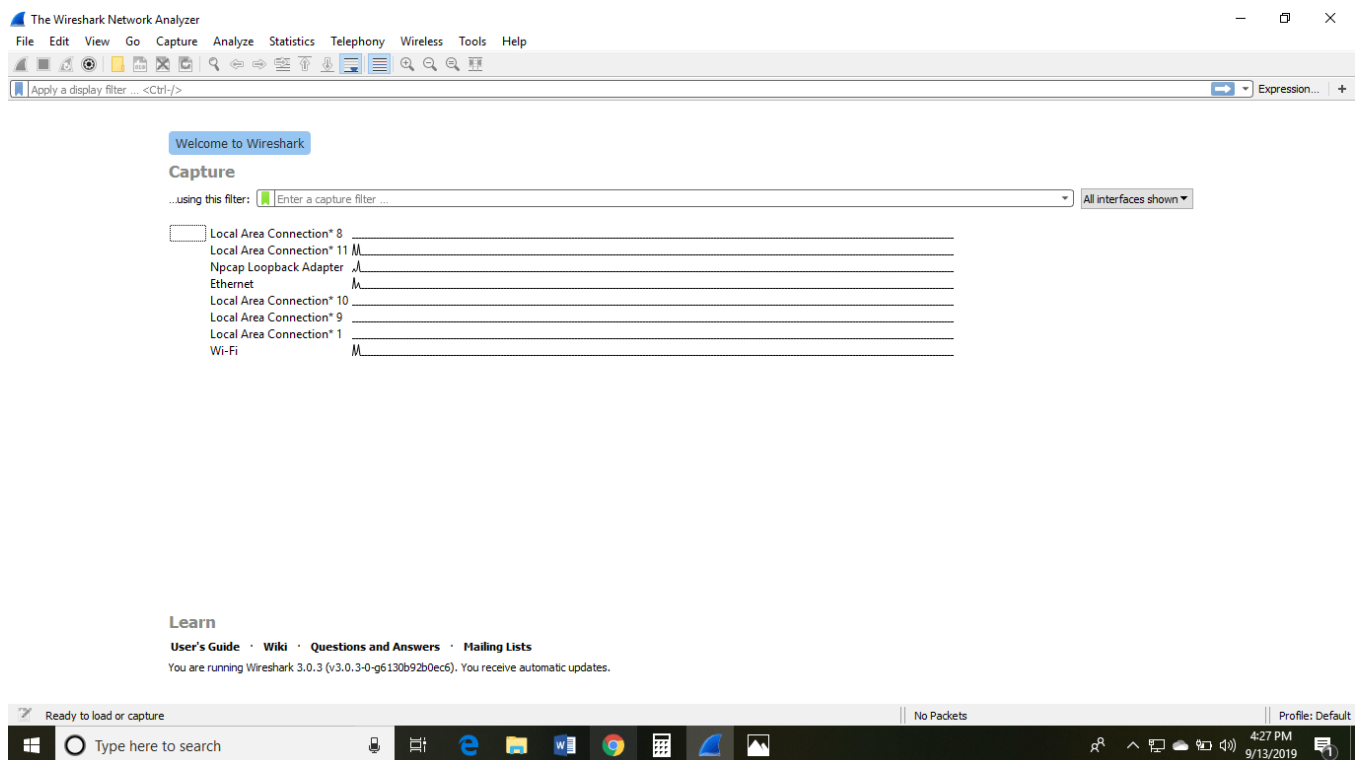 The Wireshark Network Analyzer
File Edit View Go Capture Analyze Statistics Telephony Wireless Tools Help
Apply a display filter ... <Ctrl-/>
Expression... +
Welcome to Wireshark
Capture
...using this filter: Enter a capture filter ... All interfaces shown
Local Area Connection* 8
Local Area Connection* 11
Npcap Loopback Adapter
Ethernet
Local Area Connection* 10
Local Area Connection* 9
Local Area Connection* 1
Wi-Fi
Learn
User's Guide · Wiki · Questions and Answers · Mailing Lists
You are running Wireshark 3.0.3 (v3.0.3-0-g6130b92b0ec6). You receive automatic updates.
Ready to load or capture No Packets Profile: Default
Type here to search
4:27 PM
9/13/2019
1